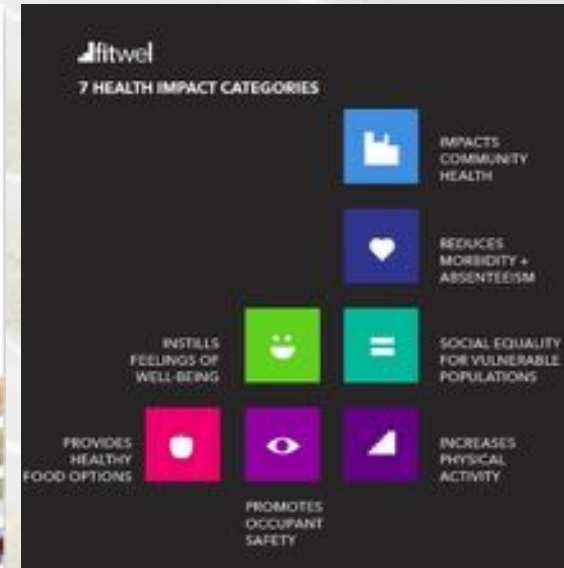 fitwel
7 HEALTH IMPACT CATEGORIES
IMPACTS
COMMUNITY
HEALTH
REDUCES
MORBIDITY +
ABSENTEEISM
INSTILLS
FEELINGS OF
WELL-BEING
SOCIAL EQUALITY
FOR VULNERABLE
POPULATIONS
PROVIDES
HEALTHY
FOOD OPTIONS
PROMOTES
OCCUPANT
SAFETY
INCREASES
PHYSICAL
ACTIVITY